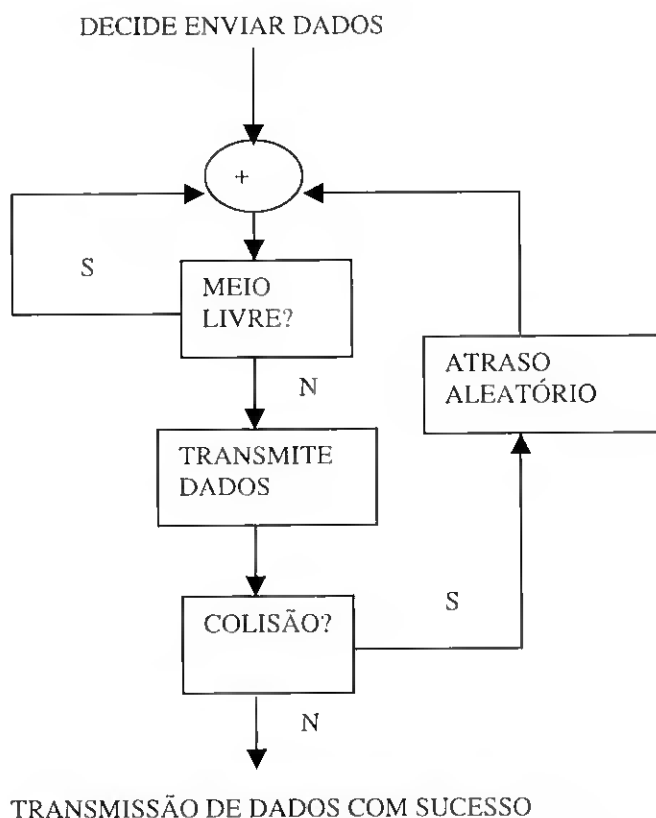 DECIDE ENVIAR DADOS
+
S
MEIO
LIVRE?
N
ATRASO
ALEATÓRIO
TRANSMITE
DADOS
COLISÃO?
S
N
TRANSMISSÃO DE DADOS COM SUCESSO